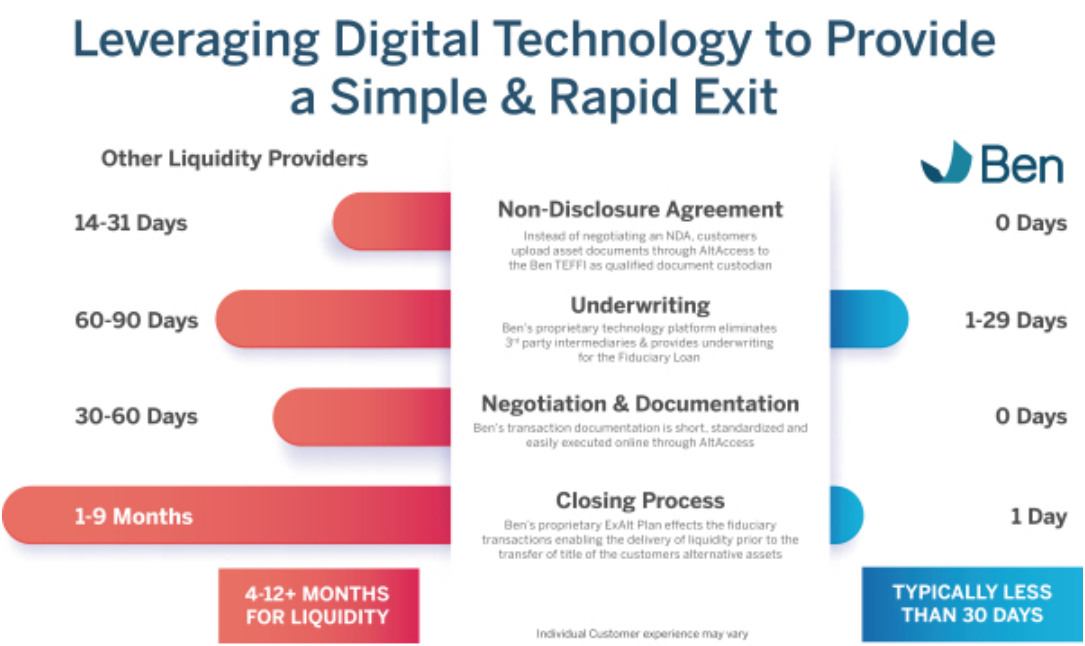 Leveraging Digital Technology to Provide
a Simple & Rapid Exit
Other Liquidity Providers
Ben
14-31 Days
Non-Disclosure Agreement
Instead of negotiating an NDA, customers
upload asset documents through AltAccess to
the Ben TEFFI as qualified document custodian
0 Days
60-90 Days
Underwriting
Ben's proprietary technology platform eliminates
3rd party intermediaries & provides underwriting
for the Fiduciary Loan
1-29 Days
30-60 Days
Negotiation & Documentation
Ben's transaction documentation is short, standardized and
easily executed online through AltAccess
0 Days
1-9 Months
Closing Process
Ben's proprietary ExAlt Plan effects the fiduciary
transactions enabling the delivery of liquidity prior to the
transfer of title of the customers alternative assets
1 Day
4-12+ MONTHS
FOR LIQUIDITY
TYPICALLY LESS
THAN 30 DAYS
Individual Customer experience may vary